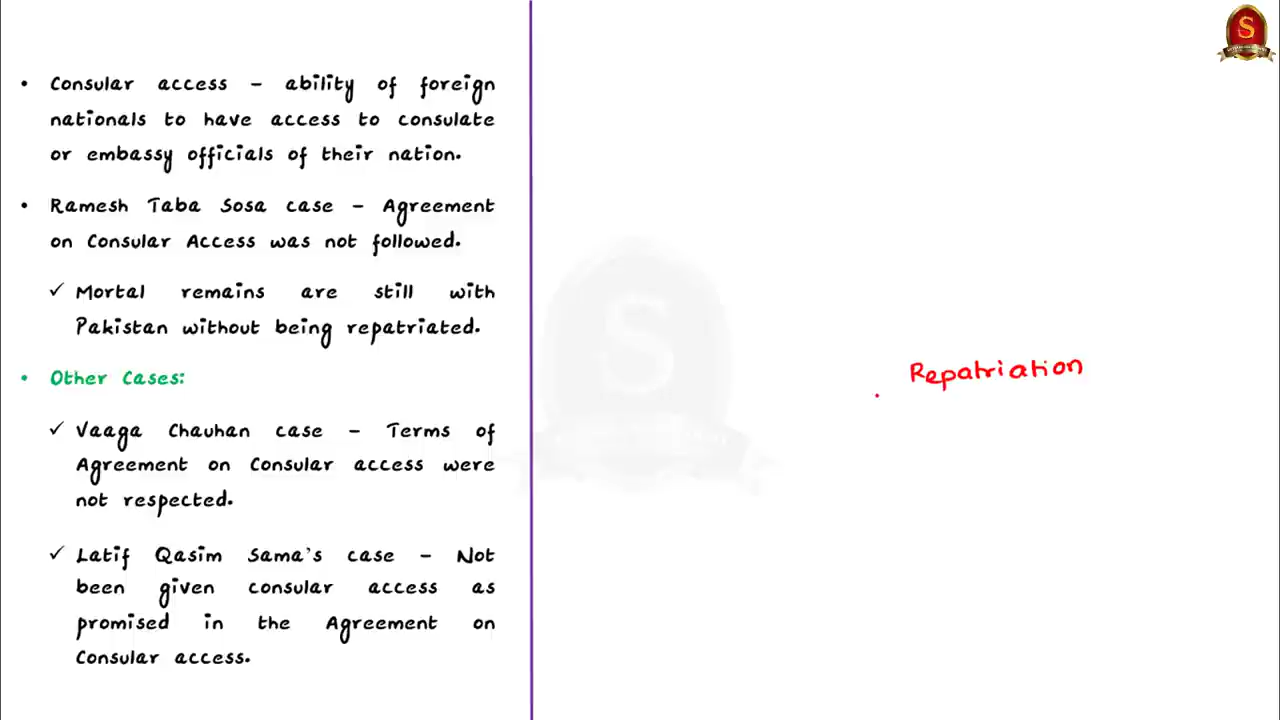 • Consular access – ability of foreign
nationals to have access to consulate
or embassy officials of their nation.
• Ramesh Taba Sosa case – Agreement
on Consular Access was not followed.
✓ Mortal remains are still with
Pakistan without being repatriated.
• Other Cases:
✓ Vaaga Chauhan case – Terms of
Agreement on Consular access were
not respected.
✓ Latif Qasim Sama's case – Not
been given consular access as
promised in the Agreement on
Consular access.
Repatriation
S
S